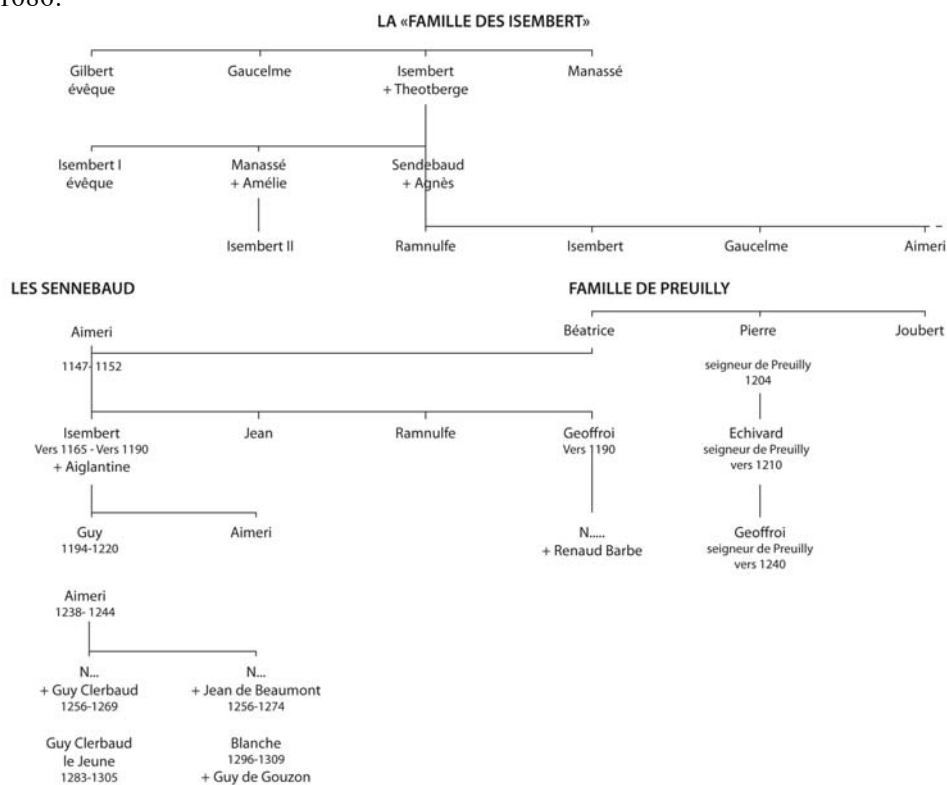 1086.
LA «FAMILLE DES ISEMBERT»
Gilbert
évêque
Gaucelme
Isembert
+ Theotberge
Manassé
Isembert I
évêque
Manassé
+ Amélie
Sendebaud
+ Agnès
Isembert II
Ramnulfe
Isembert
Gaucelme
Aimeri
LES SENNEBAUD
FAMILLE DE PREUILLY
Aimeri
1147- 1152
Béatrice
Pierre
seigneur de Preuilly
1204
Joubert
Isembert
Vers 1165 - Vers 1190
+ Aiglantine
Jean
Ramnulfe
Geoffroi
Vers 1190
Echivard
seigneur de Preuilly
vers 1210
Guy
1194-1220
Aimeri
N.....
+ Renaud Barbe
Geoffroi
seigneur de Preuilly
vers 1240
Aimeri
1238- 1244
N...
+ Guy Clerbaud
1256-1269
N...
+ Jean de Beaumont
1256-1274
Guy Clerbaud
le Jeune
1283-1305
Blanche
1296-1309
+ Guy de Gouzon